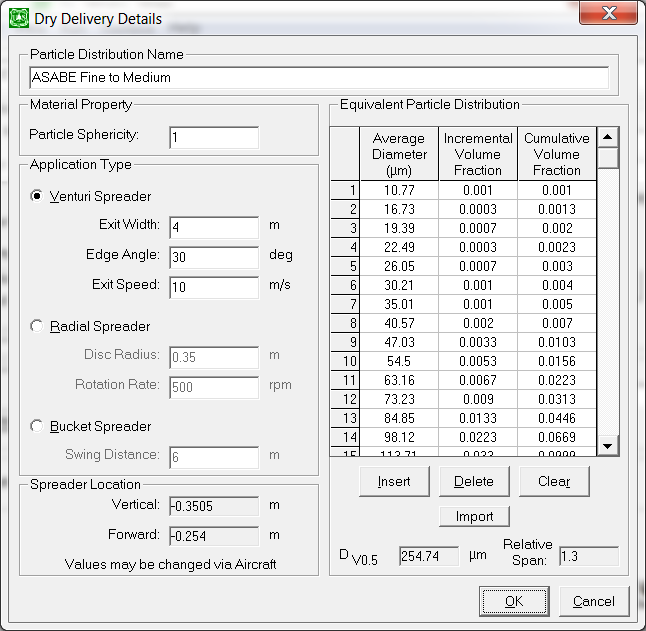 Dry Delivery Details
Particle Distribution Name
ASABE Fine to Medium
Material Property
Particle Sphericity: 1
Application Type
Venturi Spreader
Exit Width: 4 m
Edge Angle: 30 deg
Exit Speed: 10 m/s
Radial Spreader
Disc Radius: 0.35 m
Rotation Rate: 500 rpm
Bucket Spreader
Swing Distance: 6 m
Spreader Location
Vertical: -0.3505 m
Forward: -0.254 m
Values may be changed via Aircraft
Equivalent Particle Distribution
Average Diameter (µm) Incremental Volume Fraction Cumulative Volume Fraction
1 10.77 0.001 0.001
2 16.73 0.0003 0.0013
3 19.39 0.0007 0.002
4 22.49 0.0003 0.0023
5 26.05 0.0007 0.003
6 30.21 0.001 0.004
7 35.01 0.001 0.005
8 40.57 0.002 0.007
9 47.03 0.0033 0.0103
10 54.5 0.0053 0.0156
11 63.16 0.0067 0.0223
12 73.23 0.009 0.0313
13 84.85 0.0133 0.0446
14 98.12 0.0223 0.0669
Insert Delete Clear
Import
D V0.5 254.74 µm Relative Span: 1.3
OK Cancel